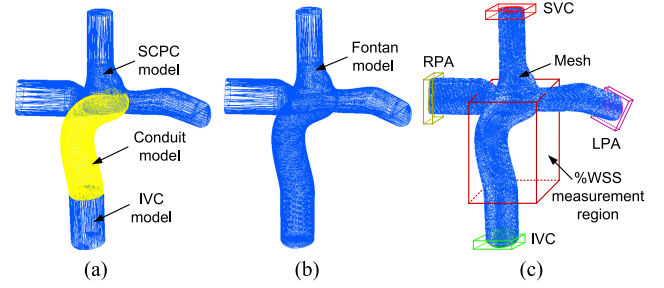 SCPC
model
Conduit
model
IVC
model
(a)
Fontan
model
(b)
SVC
RPA
Mesh
LPA
%WSS
measurement
region
IVC
(c)